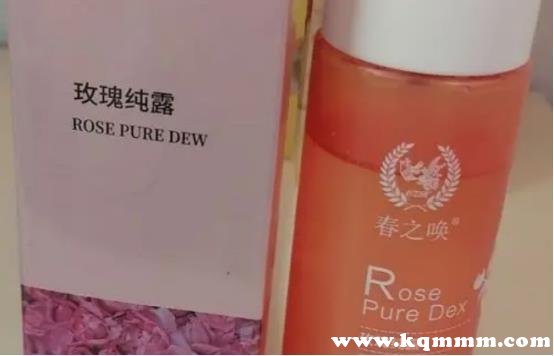 玫瑰纯露
ROSE PURE DEW
春之唤®
Rose
Pure Dex
www.kqmmm.com